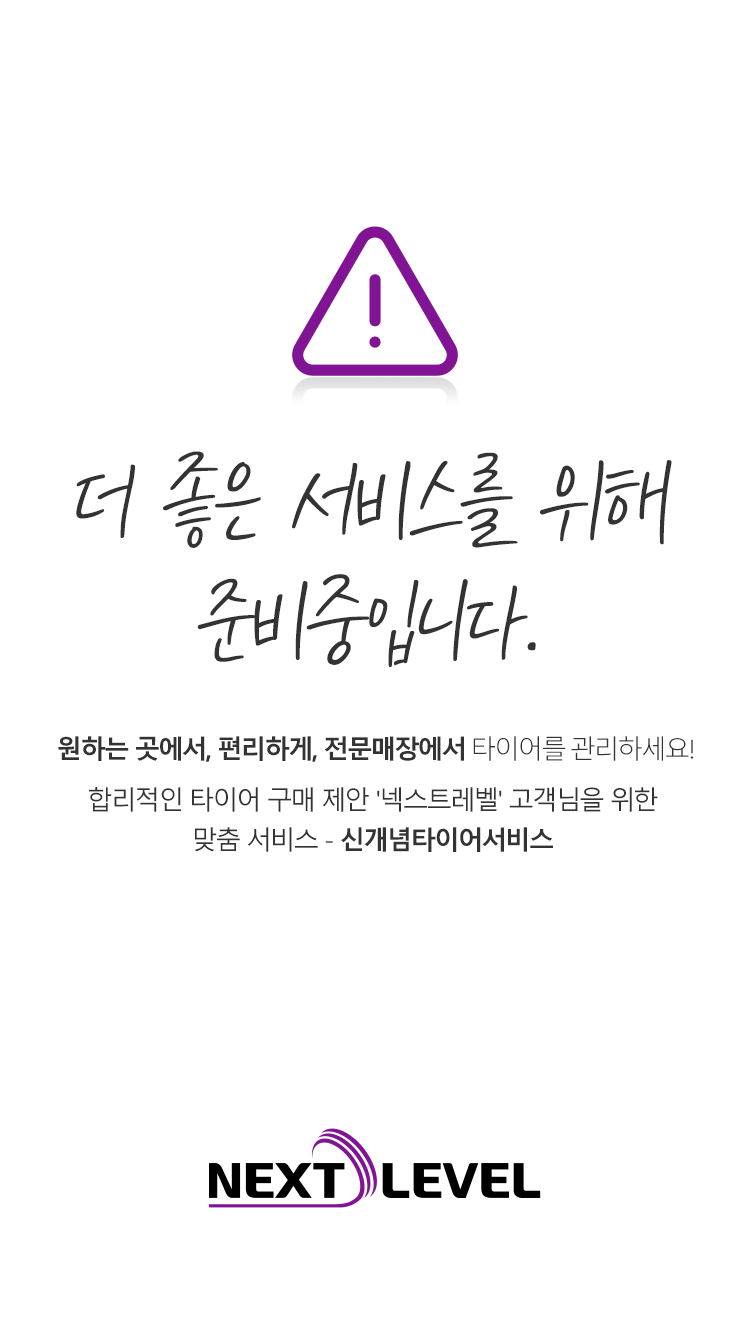 더 좋은 서비스를 위해
준비중입니다.
원하는 곳에서, 편리하게, 전문매장에서 타이어를 관리하세요!
합리적인 타이어 구매 제안 '넥스트레벨' 고객님을 위한
맞춤 서비스 - 신개념타이어서비스
NEXT LEVEL